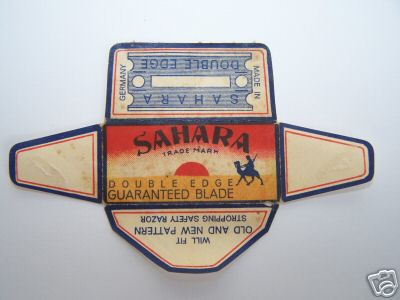 MADE IN
SAHARA
DOUBLE EDGE
GERMANY
SAHARA
TRADE MARK
DOUBLE EDGE
GUARANTEED BLADE
WILL FIT
OLD AND NEW PATTERN
STROPPING SAFETY RAZOR